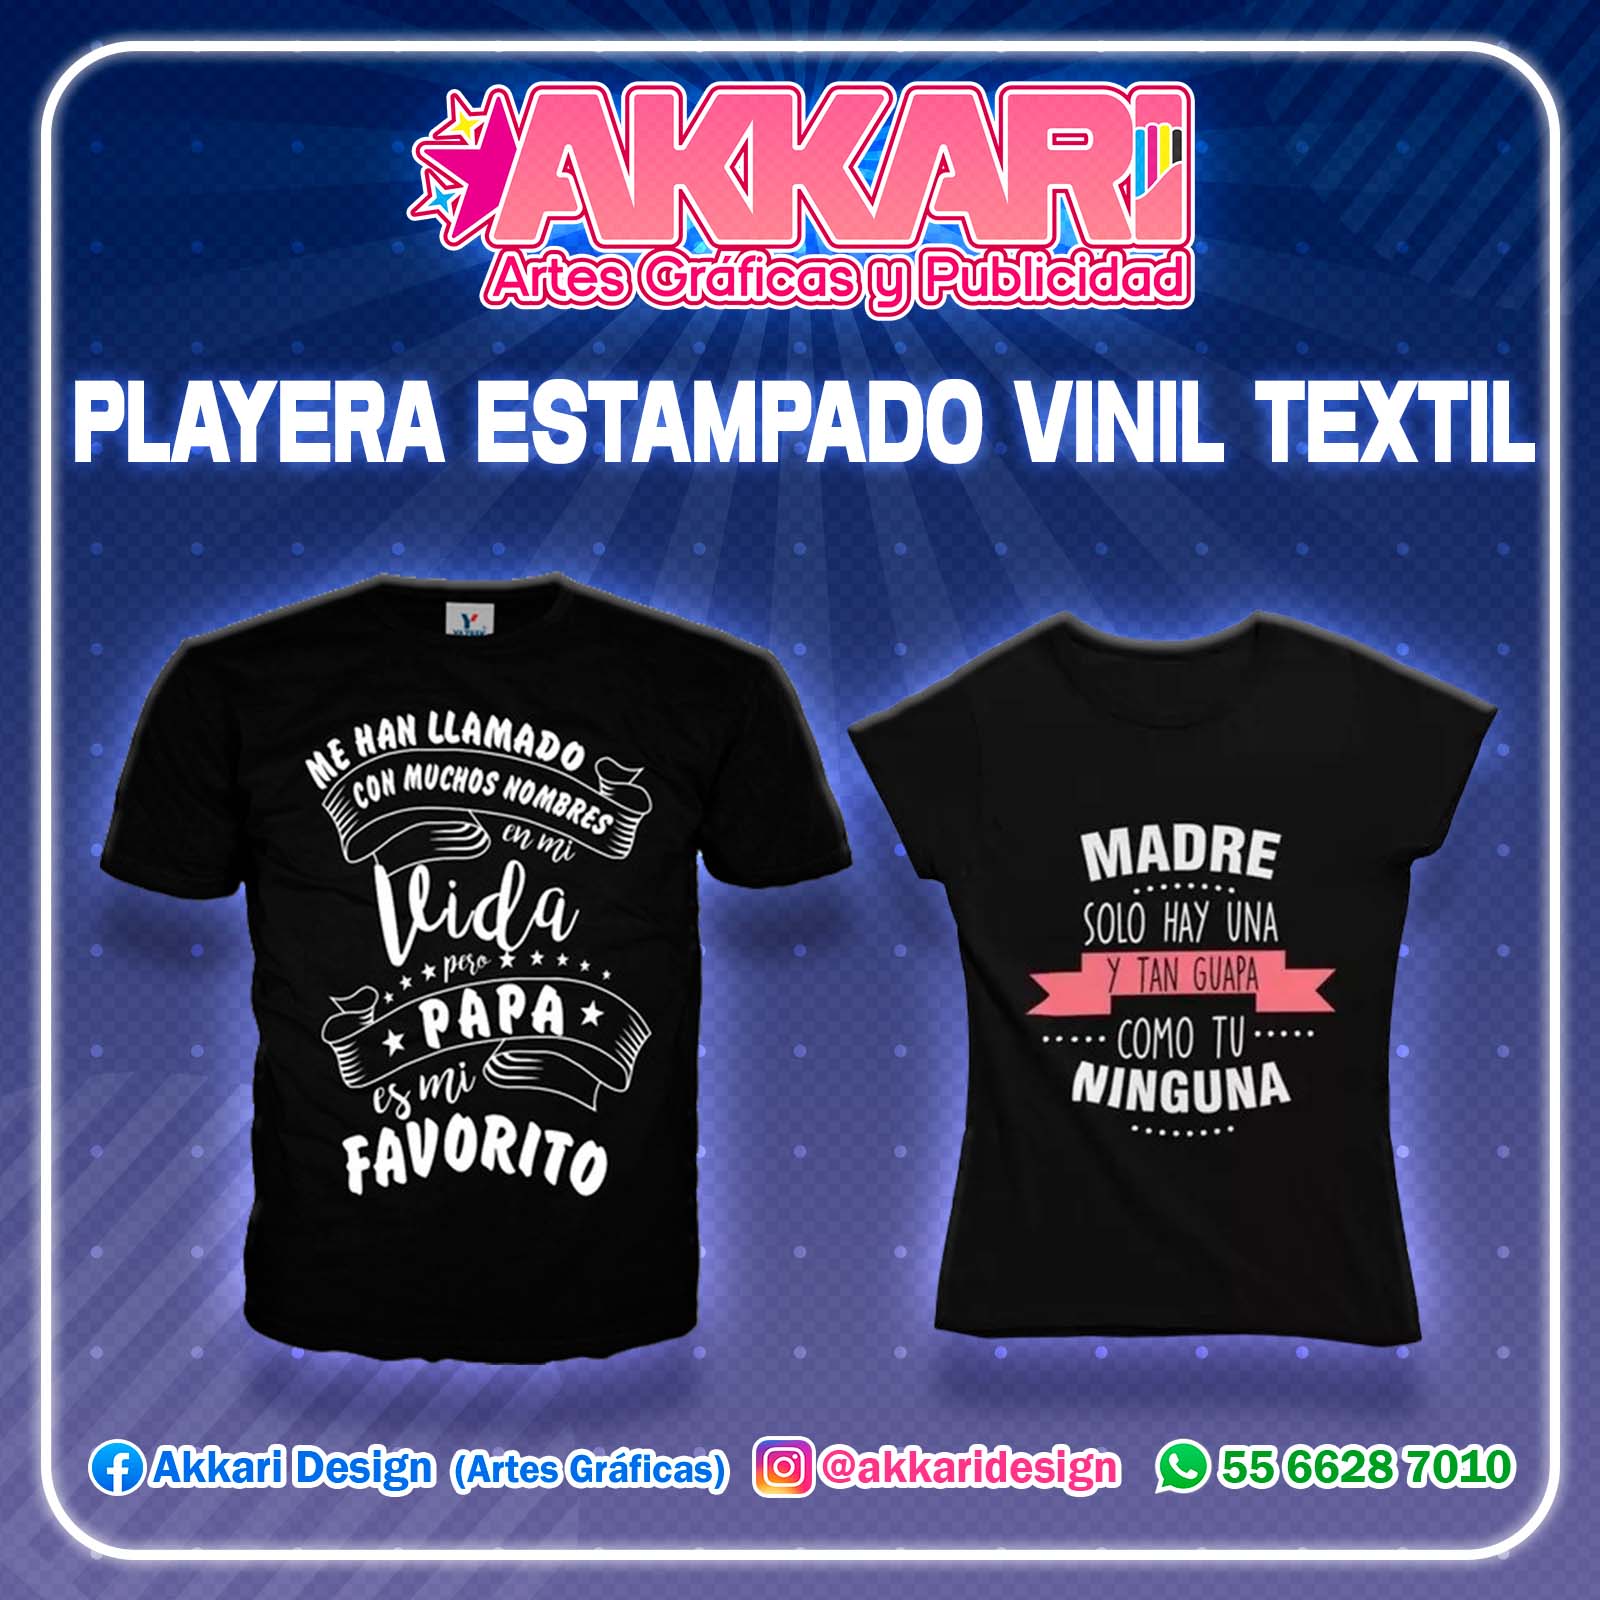 AKKARI
Artes Gráficas y Publicidad
PLAYERA ESTAMPADO VINIL TEXTIL
ME HAN LLAMADO
CON MUCHOS NOMBRES
en mi
Vida
pero
PAPA
es mi
FAVORITO
MADRE
SOLO HAY UNA
Y TAN GUAPA
COMO TU
NINGUNA
Akkari Design (Artes Gráficas) @akkaridesign 55 6628 7010